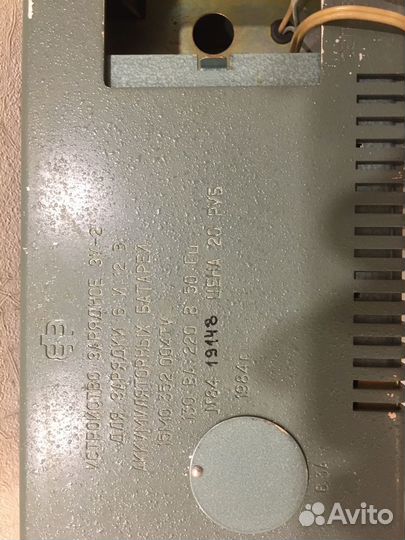 УСТРОЙСТВО ЗАРЯДНОЕ ЗУ-2
ДЛЯ ЗАРЯДКИ 6 И 12 В
АККУМУЛЯТОРНЫХ БАТАРЕЙ
130 ВА 220 В 50 Гц
1984 19148 ЦЕНА 20 РУБ
1984г
Avito